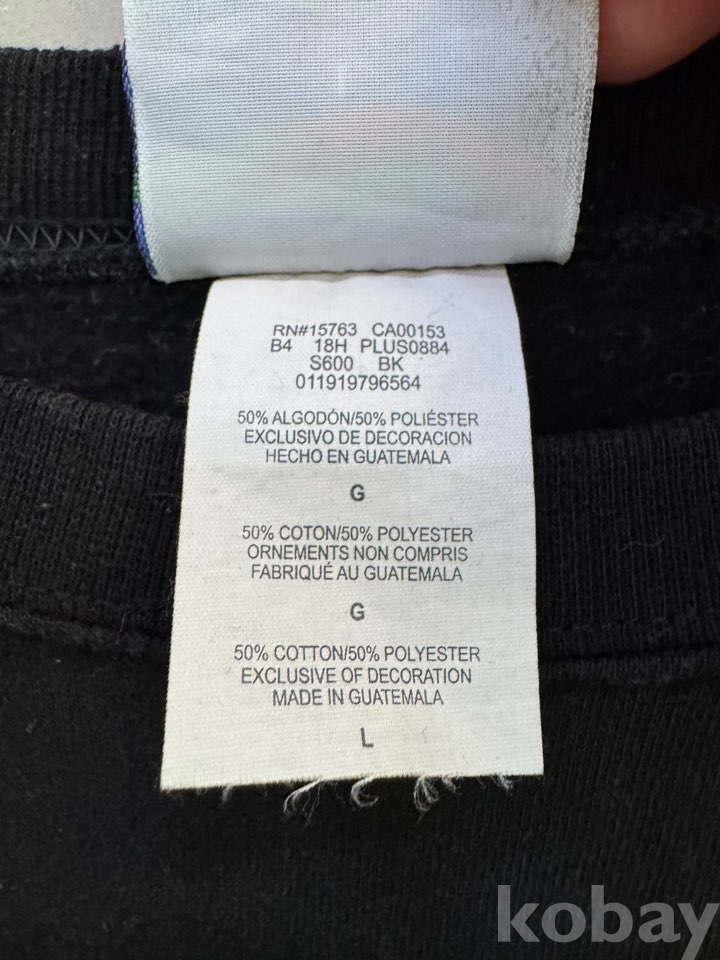 RN#15763 CA00153
B4 18H PLUS0884
S600 BK
011919796564
50% ALGODÓN/50% POLIÉSTER
EXCLUSIVO DE DECORACION
HECHO EN GUATEMALA
G
50% COTON/50% POLYESTER
ORNEMENTS NON COMPRIS
FABRIQUÉ AU GUATEMALA
G
50% COTTON/50% POLYESTER
EXCLUSIVE OF DECORATION
MADE IN GUATEMALA
L
kobay